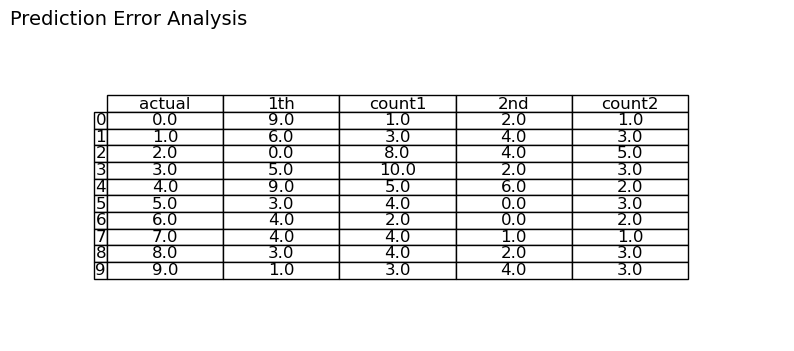 Prediction Error Analysis
actual 1th count1 2nd count2
0 0.0 9.0 1.0 2.0 1.0
1 1.0 6.0 3.0 4.0 3.0
2 2.0 0.0 8.0 4.0 5.0
3 3.0 5.0 10.0 2.0 3.0
4 4.0 9.0 5.0 6.0 2.0
5 5.0 3.0 4.0 0.0 3.0
6 6.0 4.0 2.0 0.0 2.0
7 7.0 4.0 4.0 1.0 1.0
8 8.0 3.0 4.0 2.0 3.0
9 9.0 1.0 3.0 4.0 3.0